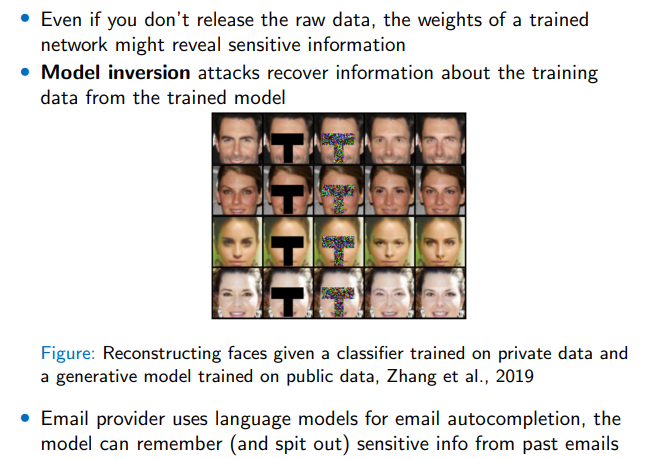 • Even if you don't release the raw data, the weights of a trained
network might reveal sensitive information
• Model inversion attacks recover information about the training
data from the trained model
Figure: Reconstructing faces given a classifier trained on private data and
a generative model trained on public data, Zhang et al., 2019
• Email provider uses language models for email autocompletion, the
model can remember (and spit out) sensitive info from past emails